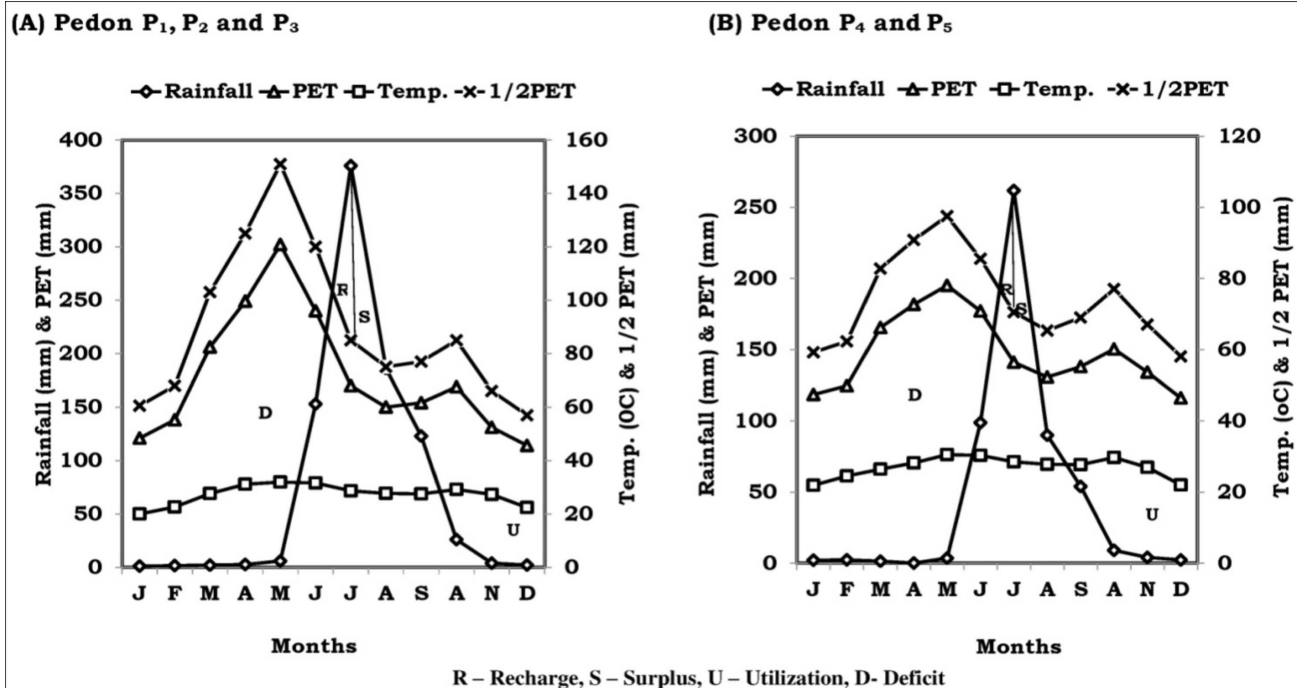 (A) Pedon P₁, P₂ and P₃
Rainfall PET Temp. 1/2PET
Rainfall (mm) & PET (mm)
400
350
300
250
200
150
100
50
0
160
140
120
100
80
60
40
20
0
Temp. (0C) & 1/2 PET (mm)
R
S
D
U
J F M A M J J A S A N D
Months
(B) Pedon P₄ and P₅
Rainfall PET Temp. 1/2PET
Rainfall (mm) & PET (mm)
300
250
200
150
100
50
0
120
100
80
60
40
20
0
Temp. (oC) & 1/2 PET (mm)
R
S
D
U
J F M A M J J A S A N D
Months
R – Recharge, S – Surplus, U – Utilization, D- Deficit